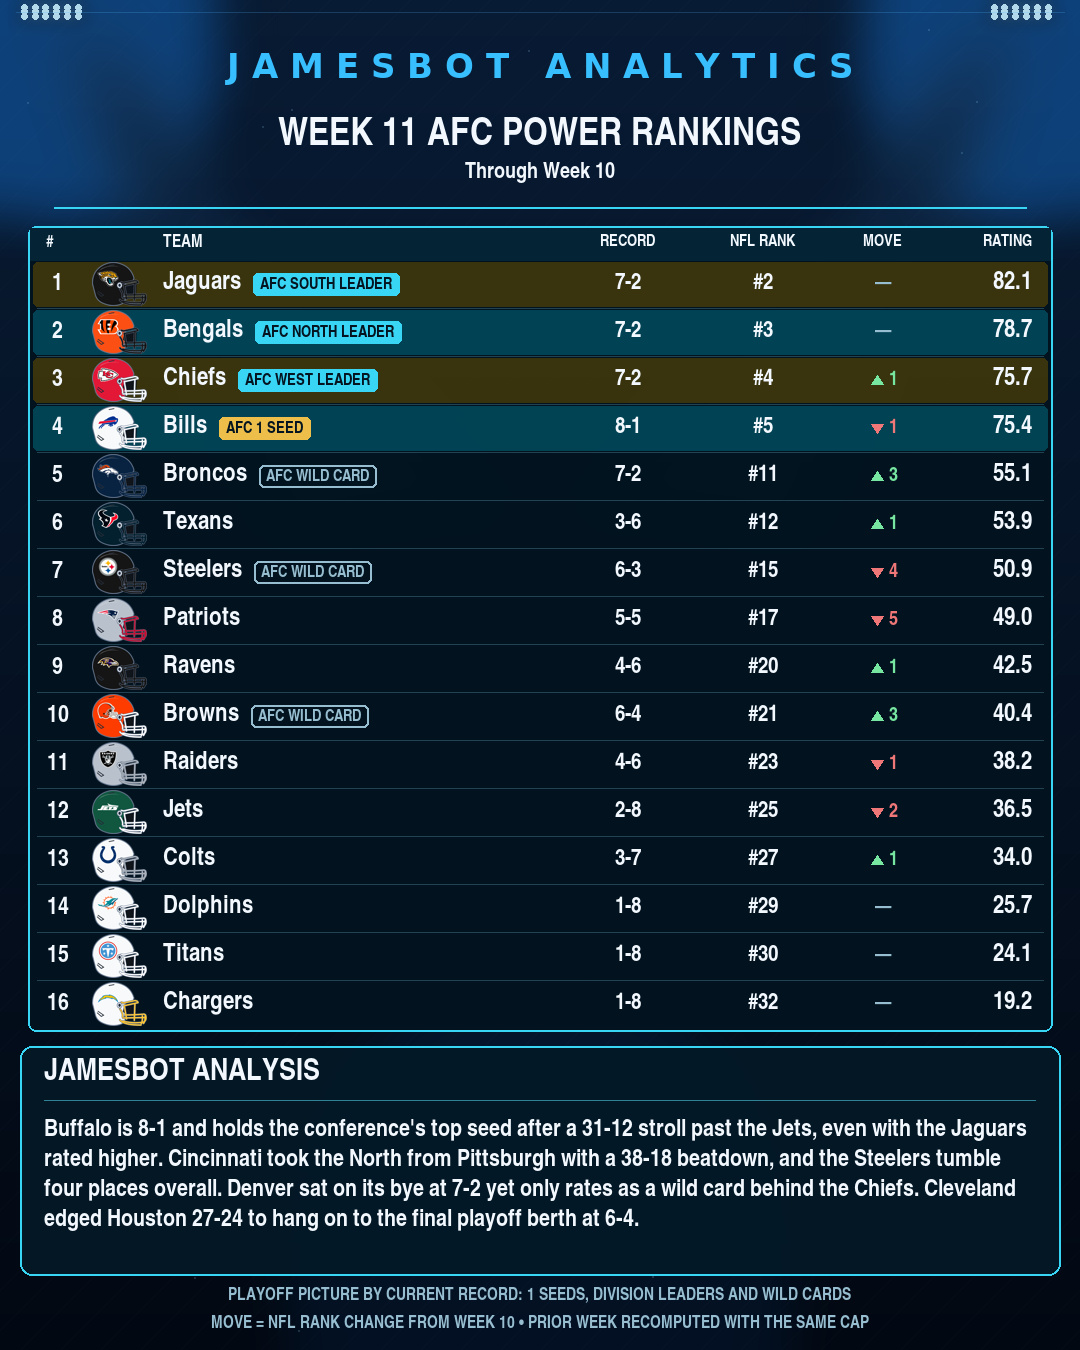 JAMESBOT ANALYTICS
WEEK 11 AFC POWER RANKINGS
Through Week 10
# TEAM RECORD NFL RANK MOVE RATING
1 Jaguars AFC SOUTH LEADER 7-2 #2 — 82.1
2 Bengals AFC NORTH LEADER 7-2 #3 — 78.7
3 Chiefs AFC WEST LEADER 7-2 #4 ▲ 1 75.7
4 Bills AFC 1 SEED 8-1 #5 ▼ 1 75.4
5 Broncos AFC WILD CARD 7-2 #11 ▲ 3 55.1
6 Texans 3-6 #12 ▲ 1 53.9
7 Steelers AFC WILD CARD 6-3 #15 ▼ 4 50.9
8 Patriots 5-5 #17 ▼ 5 49.0
9 Ravens 4-6 #20 ▲ 1 42.5
10 Browns AFC WILD CARD 6-4 #21 ▲ 3 40.4
11 Raiders 4-6 #23 ▼ 1 38.2
12 Jets 2-8 #25 ▼ 2 36.5
13 Colts 3-7 #27 ▲ 1 34.0
14 Dolphins 1-8 #29 — 25.7
15 Titans 1-8 #30 — 24.1
16 Chargers 1-8 #32 — 19.2
JAMESBOT ANALYSIS
Buffalo is 8-1 and holds the conference's top seed after a 31-12 stroll past the Jets, even with the Jaguars
rated higher. Cincinnati took the North from Pittsburgh with a 38-18 beatdown, and the Steelers tumble
four places overall. Denver sat on its bye at 7-2 yet only rates as a wild card behind the Chiefs. Cleveland
edged Houston 27-24 to hang on to the final playoff berth at 6-4.
PLAYOFF PICTURE BY CURRENT RECORD: 1 SEEDS, DIVISION LEADERS AND WILD CARDS
MOVE = NFL RANK CHANGE FROM WEEK 10 • PRIOR WEEK RECOMPUTED WITH THE SAME CAP